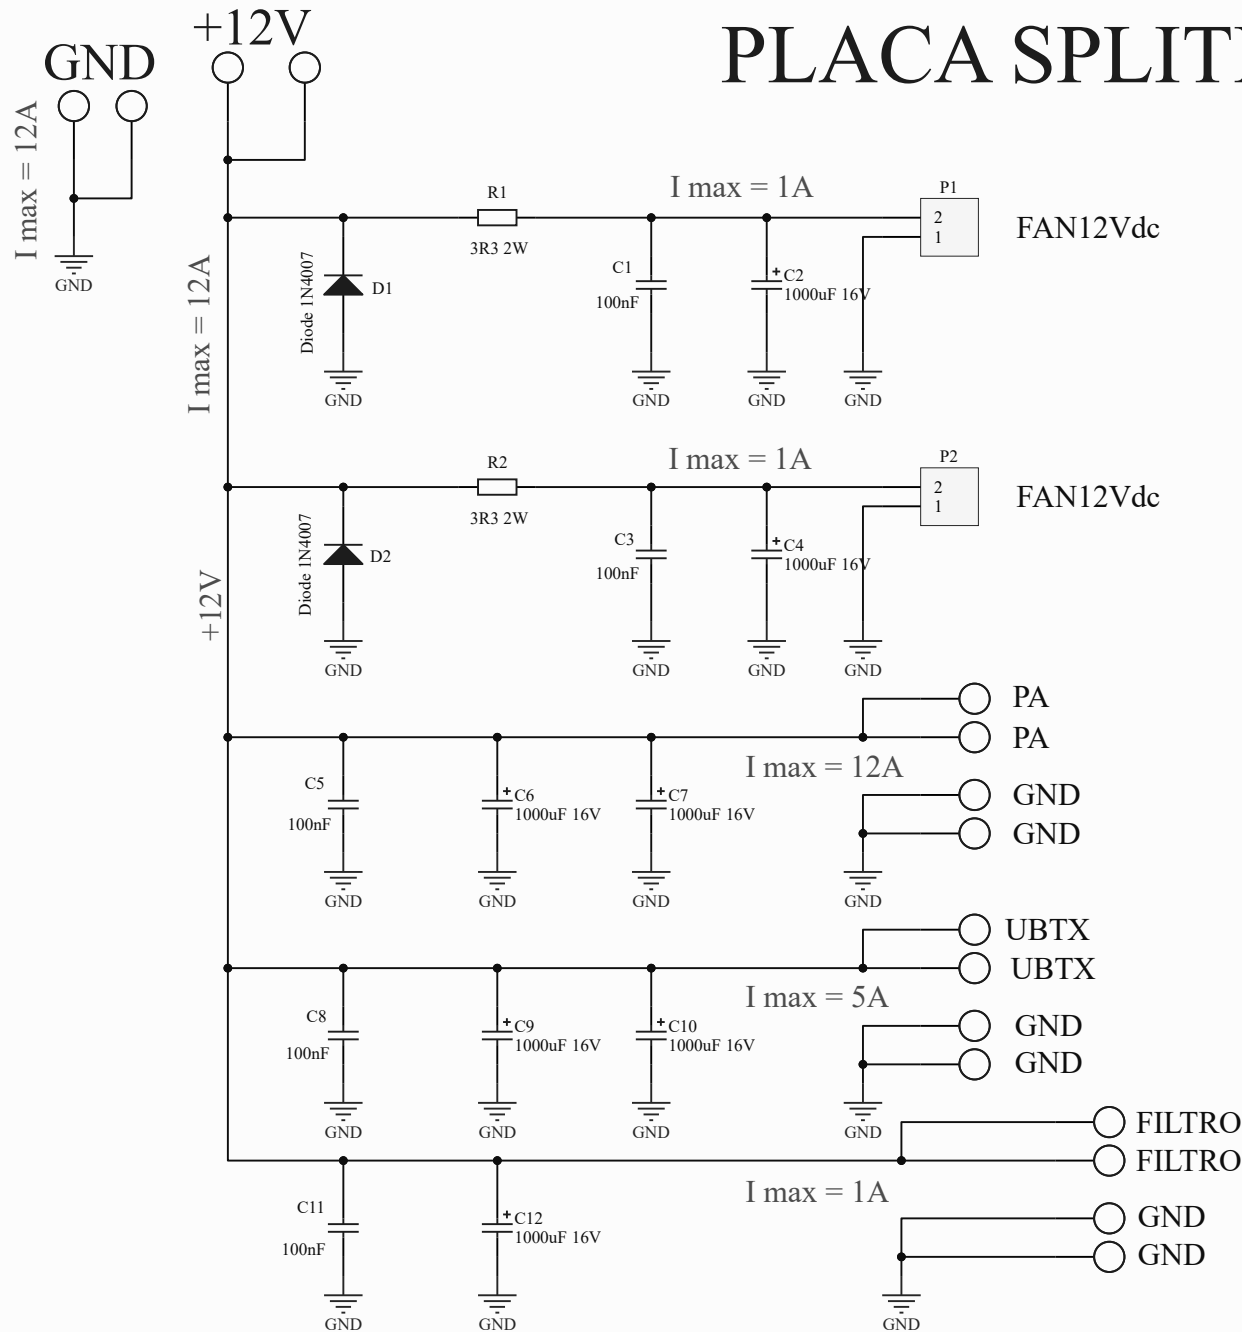 +12V
PLACA SPLIT
GND
I max = 12A
GND
I max = 12A
R1
3R3 2W
I max = 1A
P1
2
1
FAN12Vdc
Diode 1N4007
D1
C1
100nF
+
C2
1000uF 16V
GND
GND
GND
GND
R2
3R3 2W
I max = 1A
P2
2
1
FAN12Vdc
Diode 1N4007
D2
C3
100nF
+
C4
1000uF 16V
+12V
GND
GND
GND
GND
PA
PA
I max = 12A
C5
100nF
+
C6
1000uF 16V
+
C7
1000uF 16V
GND
GND
GND
GND
GND
GND
UBTX
UBTX
I max = 5A
C8
100nF
+
C9
1000uF 16V
+
C10
1000uF 16V
GND
GND
GND
GND
GND
GND
FILTRO
FILTRO
I max = 1A
C11
100nF
+
C12
1000uF 16V
GND
GND
GND
GND
GND